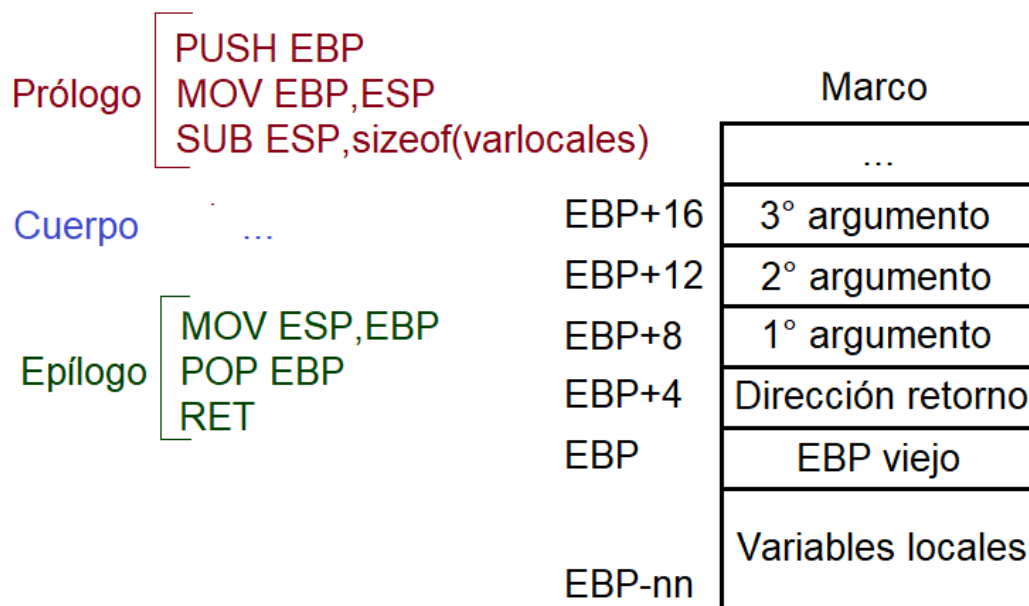 Prólogo
PUSH EBP
MOV EBP,ESP
SUB ESP,sizeof(varlocales)
Cuerpo
...
Epílogo
MOV ESP,EBP
POP EBP
RET
Marco
...
EBP+16 3° argumento
EBP+12 2° argumento
EBP+8 1° argumento
EBP+4 Dirección retorno
EBP EBP viejo
Variables locales
EBP-nn